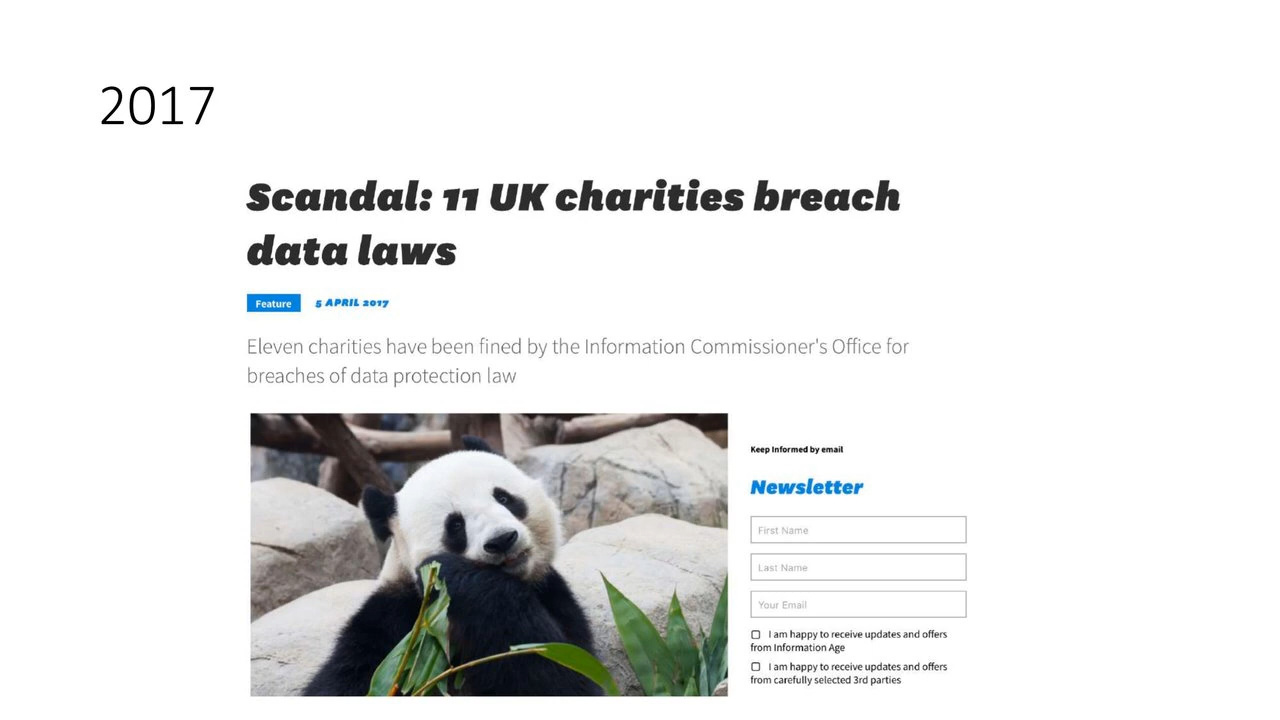 2017
Scandal: 11 UK charities breach
data laws
Feature
5 APRIL 2017
Eleven charities have been fined by the Information Commissioner's Office for
breaches of data protection law
Keep Informed by email
Newsletter
First Name
Last Name
Your Email
I am happy to receive updates and offers
from Information Age
I am happy to receive updates and offers
from carefully selected 3rd parties